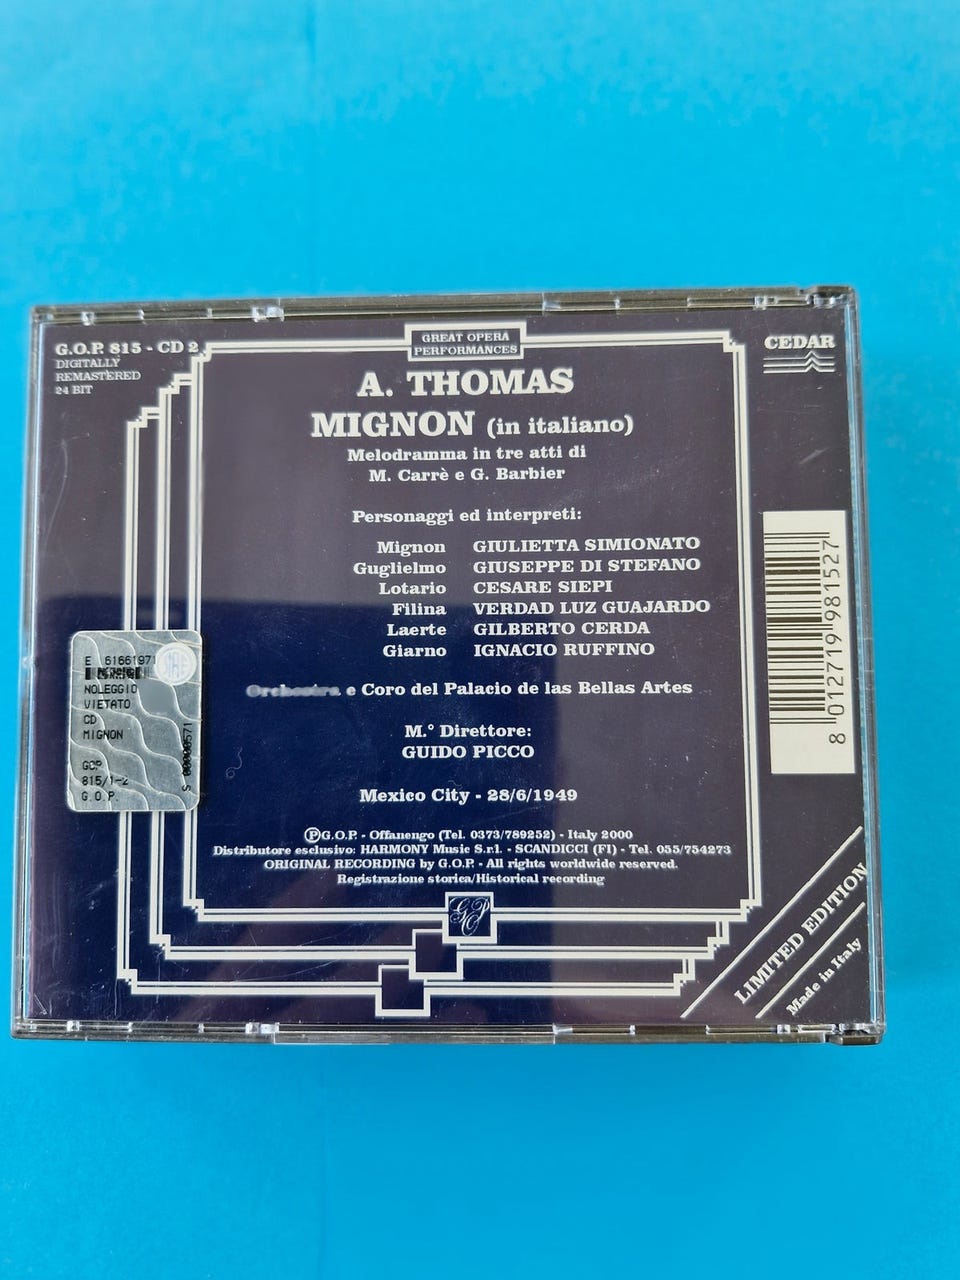 G.O.P. 815 - CD 2
DIGITALLY
REMASTERED
24 BIT
GREAT OPERA
PERFORMANCES
CEDAR
A. THOMAS
MIGNON (in italiano)
Melodramma in tre atti di
M. Carrè e G. Barbier
Personaggi ed interpreti:
Mignon GIULIETTA SIMIONATO
Guglielmo GIUSEPPE DI STEFANO
Lotario CESARE SIEPI
Filina VERDAD LUZ GUAJARDO
Laerte GILBERTO CERDA
Giarno IGNACIO RUFFINO
e Coro del Palacio de las Bellas Artes
M.° Direttore:
GUIDO PICCO
Mexico City - 28/6/1949
ⓅG.O.P. - Offanengo (Tel. 0373/789252) - Italy 2000
Distributore esclusivo: HARMONY Music S.r.l. - SCANDICCI (FI) - Tel. 055/754273
ORIGINAL RECORDING by G.O.P. - All rights worldwide reserved.
Registrazione storica/Historical recording
GOP
E 6166197
NOLEGGIO
VIETATO
CD
MIGNON
GOP
815/1-2
G.O.P.
S 00000571
8 012719 981527
LIMITED EDITION
Made in Italy